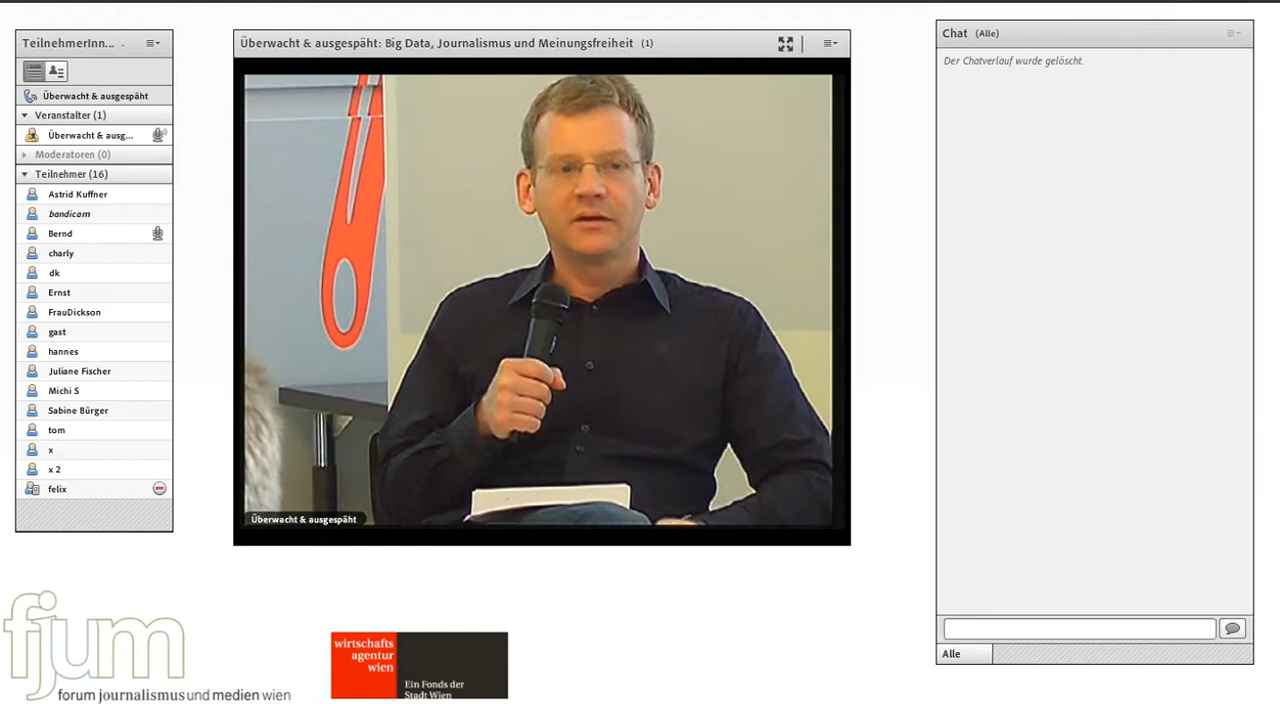 TeilnehmerInn... .
Überwacht & ausgespäht
Veranstalter (1)
Überwacht & ausg...
Moderatoren (0)
Teilnehmer (16)
Astrid Kuffner
bandicam
Bernd
charly
dk
Ernst
FrauDickson
gast
hannes
Juliane Fischer
Michi S
Sabine Bürger
tom
x
x 2
felix
Überwacht & ausgespäht: Big Data, Journalismus und Meinungsfreiheit (1)
Überwacht & ausgespäht
Chat (Alle)
Der Chatverlauf wurde gelöscht.
Alle
fjum
forum journalismus und medien wien
wirtschafts
agentur
wien
Ein Fonds der
Stadt Wien